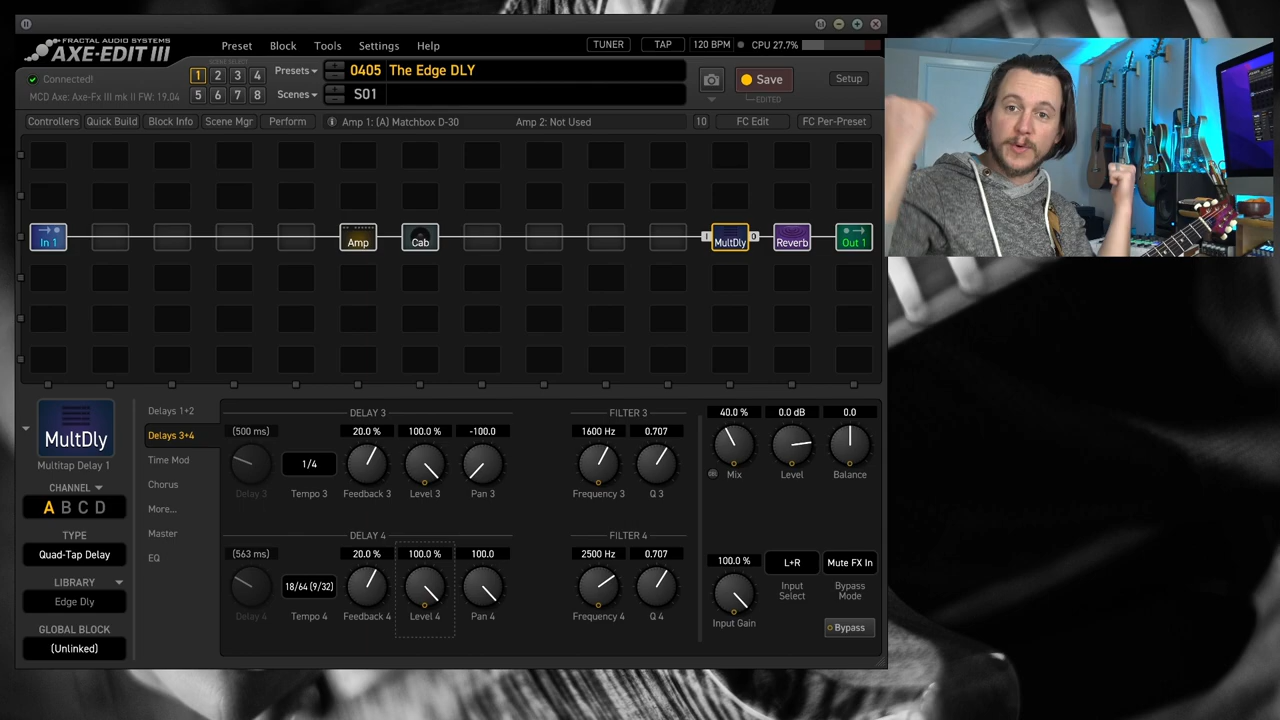 FRACTAL AUDIO SYSTEMS
AXE-EDIT III
Preset Block Tools Settings Help
TUNER TAP 120 BPM CPU 27.7%
Connected!
MCD Axe: Axe-Fx III mk II FW: 19.04
SCENE SELECT
1 2 3 4
5 6 7 8
Presets 0405 The Edge DLY
Scenes S01
Save
EDITED
Setup
Controllers Quick Build Block Info Scene Mgr Perform Amp 1: (A) Matchbox D-30 Amp 2: Not Used 10 FC Edit FC Per-Preset
In 1 Amp Cab I MultDly O Reverb Out 1
MultDly
Multitap Delay 1
CHANNEL
A B C D
TYPE
Quad-Tap Delay
LIBRARY
Edge Dly
GLOBAL BLOCK
(Unlinked)
Delays 1+2
Delays 3+4
Time Mod
Chorus
More...
Master
EQ
DELAY 3 FILTER 3
(500 ms) 20.0 % 100.0 % -100.0 1600 Hz 0.707
1/4
Delay 3 Tempo 3 Feedback 3 Level 3 Pan 3 Frequency 3 Q 3
DELAY 4 FILTER 4
(563 ms) 20.0 % 100.0 % 100.0 2500 Hz 0.707
18/64 (9/32)
Delay 4 Tempo 4 Feedback 4 Level 4 Pan 4 Frequency 4 Q 4
40.0 % 0.0 dB 0.0
Mix Level Balance
100.0 % L+R Mute FX In
Input Gain Input Select Bypass Mode
Bypass